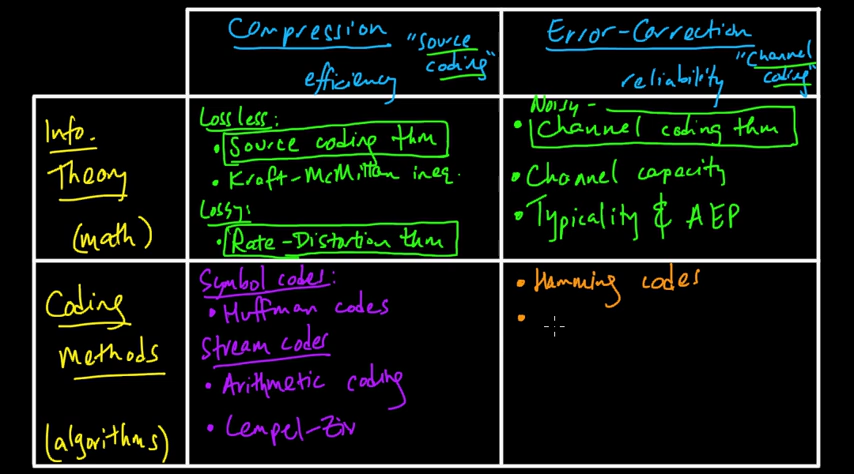 Compression "Source coding"
efficiency
Error-Correction
reliability "Channel coding"
Info. Theory
(math)
Lossless:
• Source coding thm
• Kraft-McMillan ineq.
Lossy:
• Rate-Distortion thm
Noisy-
• Channel coding thm
• Channel capacity
• Typicality & AEP
Coding
Methods
(algorithms)
Symbol codes:
• Huffman codes
Stream codes
• Arithmetic coding
• Lempel-Ziv
• Hamming codes
•